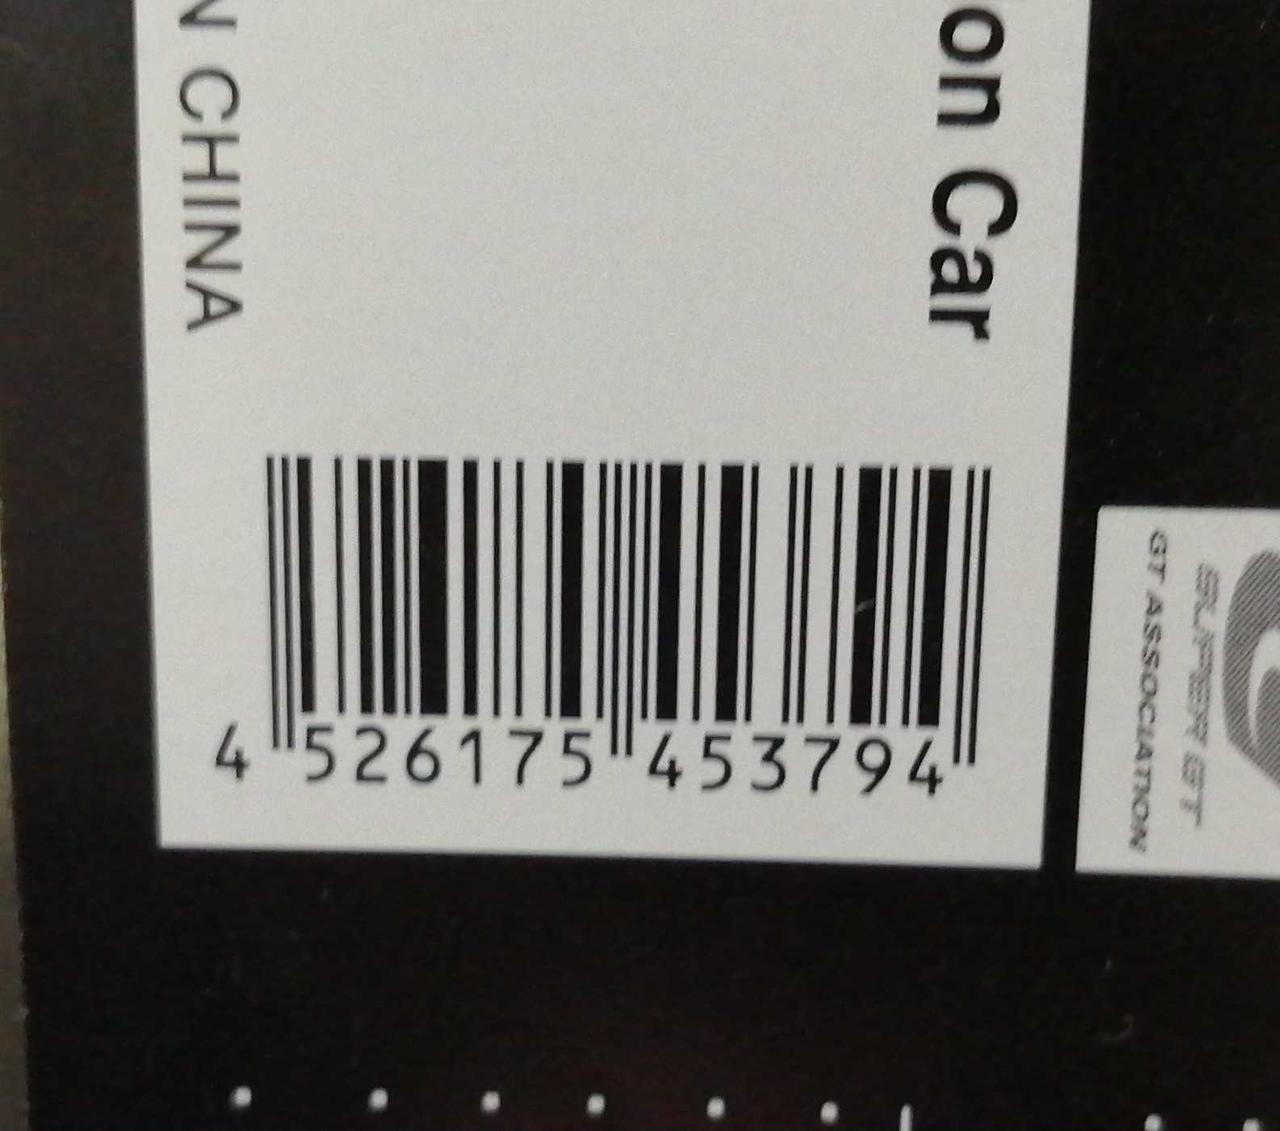 N CHINA
on Car
4 526175 453794
SUPER GT
GT ASSOCIATION